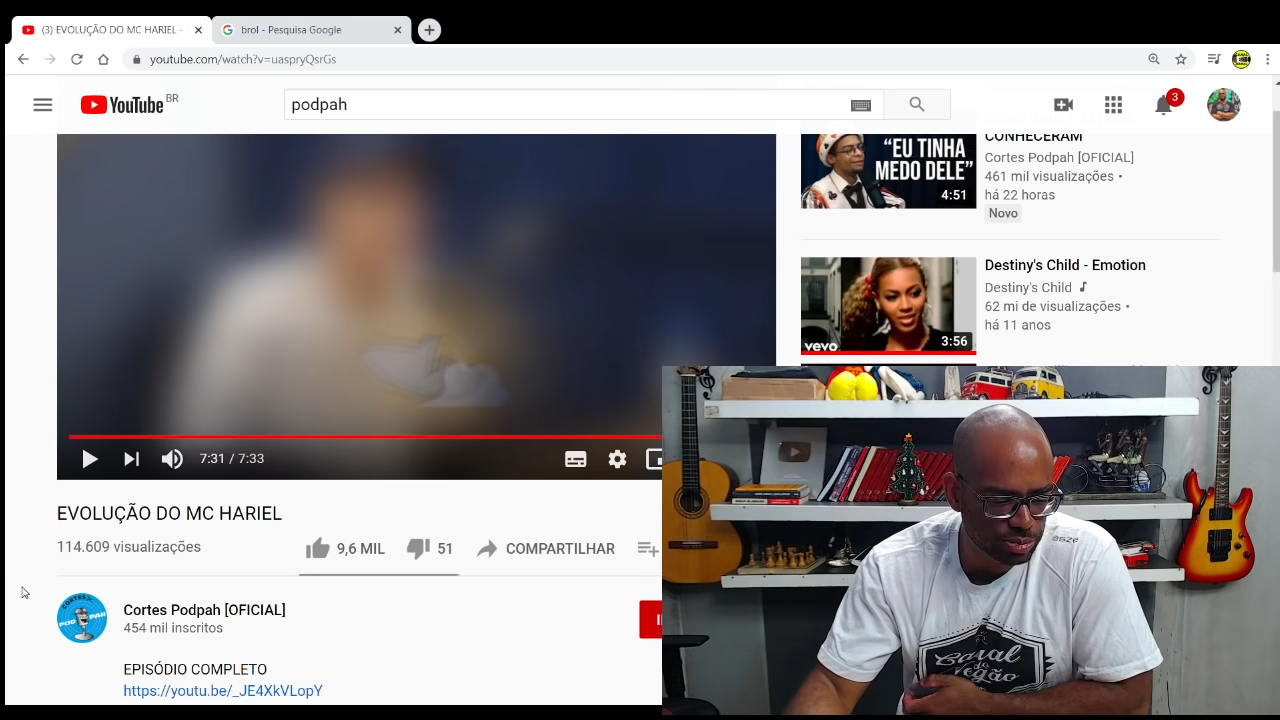 (3) EVOLUÇÃO DO MC HARIEL -
brol - Pesquisa Google
youtube.com/watch?v=uaspryQsrGs
YouTube BR
podpah
3
CONHECERAM
"EU TINHA
MEDO DELE"
4:51
Cortes Podpah [OFICIAL]
461 mil visualizações •
há 22 horas
Novo
Destiny's Child - Emotion
Destiny's Child
62 mi de visualizações •
há 11 anos
vevo
3:56
7:31 / 7:33
EVOLUÇÃO DO MC HARIEL
114.609 visualizações
9,6 MIL
51
COMPARTILHAR
Cortes Podpah [OFICIAL]
454 mil inscritos
EPISÓDIO COMPLETO
https://youtu.be/_JE4XkVLopY
Canal
do
Negão